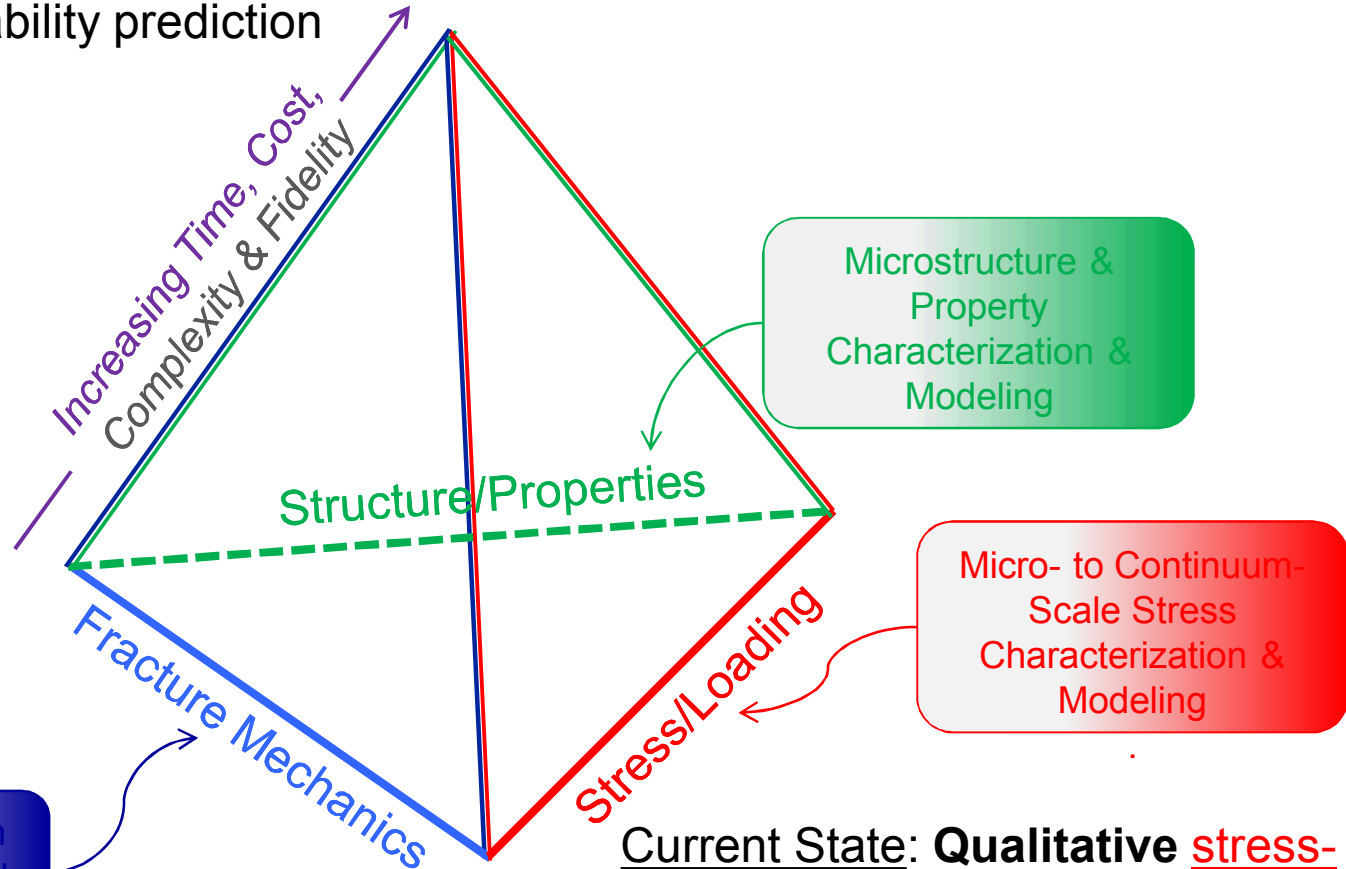 ability prediction
Increasing Time, Cost,
Complexity & Fidelity
Microstructure &
Property
Characterization &
Modeling
Structure/Properties
Micro- to Continuum-
Scale Stress
Characterization &
Modeling
.
Fracture Mechanics
Stress/Loading
Current State: Qualitative stress-